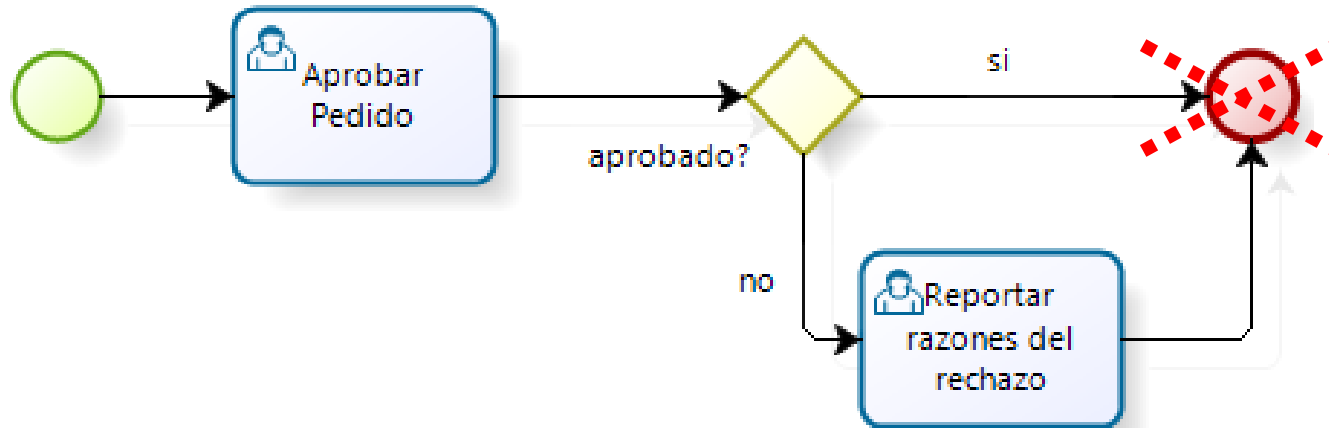 Aprobar
Pedido
aprobado?
si
no
Reportar
razones del
rechazo